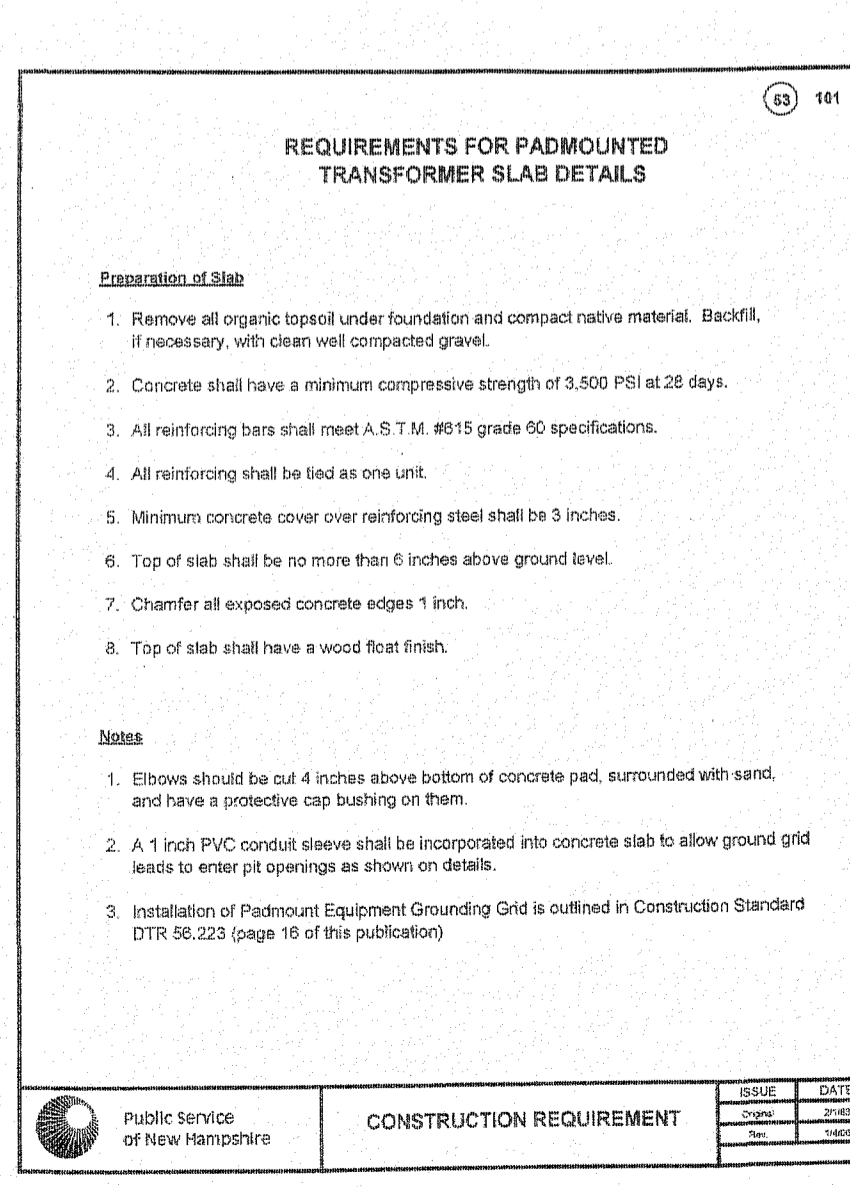 53 101
REQUIREMENTS FOR PADMOUNTED
TRANSFORMER SLAB DETAILS
Preparation of Slab
1. Remove all organic topsoil under foundation and compact native material. Backfill,
if necessary, with clean well compacted gravel.
2. Concrete shall have a minimum compressive strength of 3,500 PSI at 28 days.
3. All reinforcing bars shall meet A.S.T.M. #615 grade 60 specifications.
4. All reinforcing shall be tied as one unit.
5. Minimum concrete cover over reinforcing steel shall be 3 inches.
6. Top of slab shall be no more than 6 inches above ground level.
7. Chamfer all exposed concrete edges 1 inch.
8. Top of slab shall have a wood float finish.
Notes
1. Elbows should be cut 4 inches above bottom of concrete pad, surrounded with sand,
and have a protective cap bushing on them.
2. A 1 inch PVC conduit sleeve shall be incorporated into concrete slab to allow ground grid
leads to enter pit openings as shown on details.
3. Installation of Padmount Equipment Grounding Grid is outlined in Construction Standard
DTR 56.223 (page 16 of this publication)
Public Service
of New Hampshire
CONSTRUCTION REQUIREMENT
ISSUE DATE
Original
Rev.